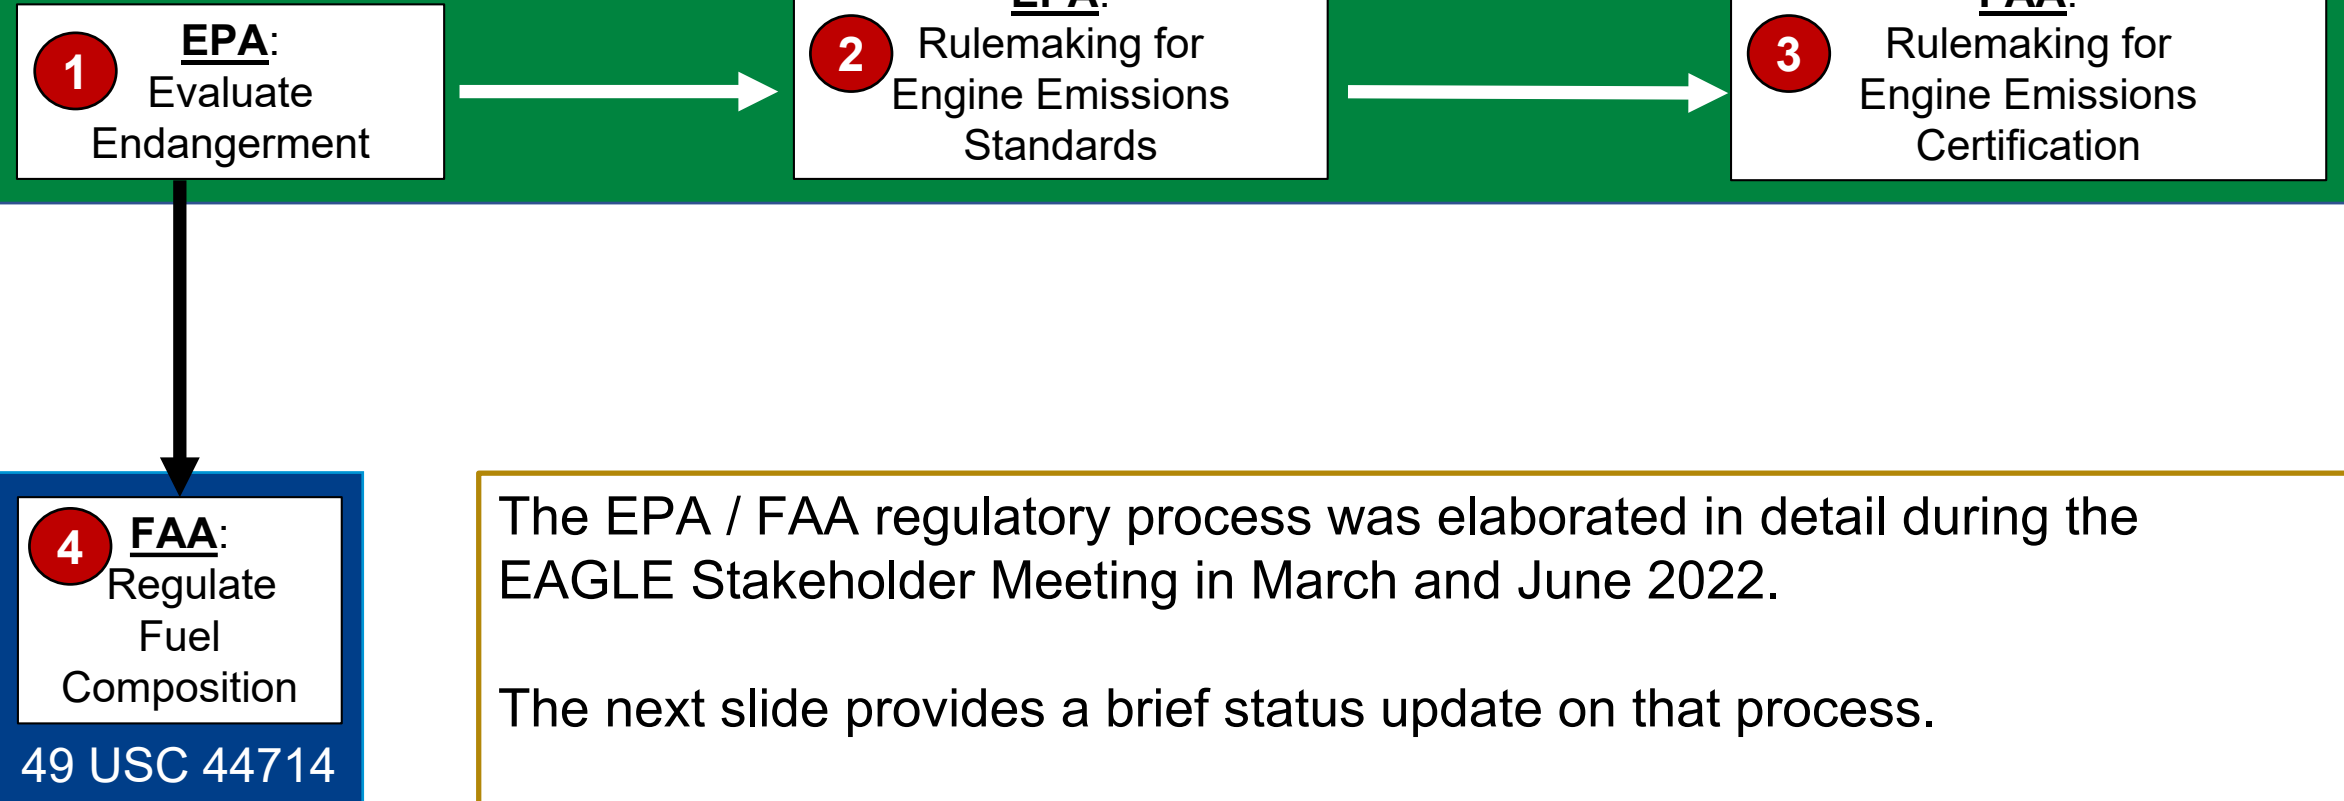 1
EPA:
Evaluate
Endangerment
2
EPA:
Rulemaking for
Engine Emissions
Standards
3
FAA:
Rulemaking for
Engine Emissions
Certification
4
FAA:
Regulate
Fuel
Composition
49 USC 44714
The EPA / FAA regulatory process was elaborated in detail during the
EAGLE Stakeholder Meeting in March and June 2022.
The next slide provides a brief status update on that process.